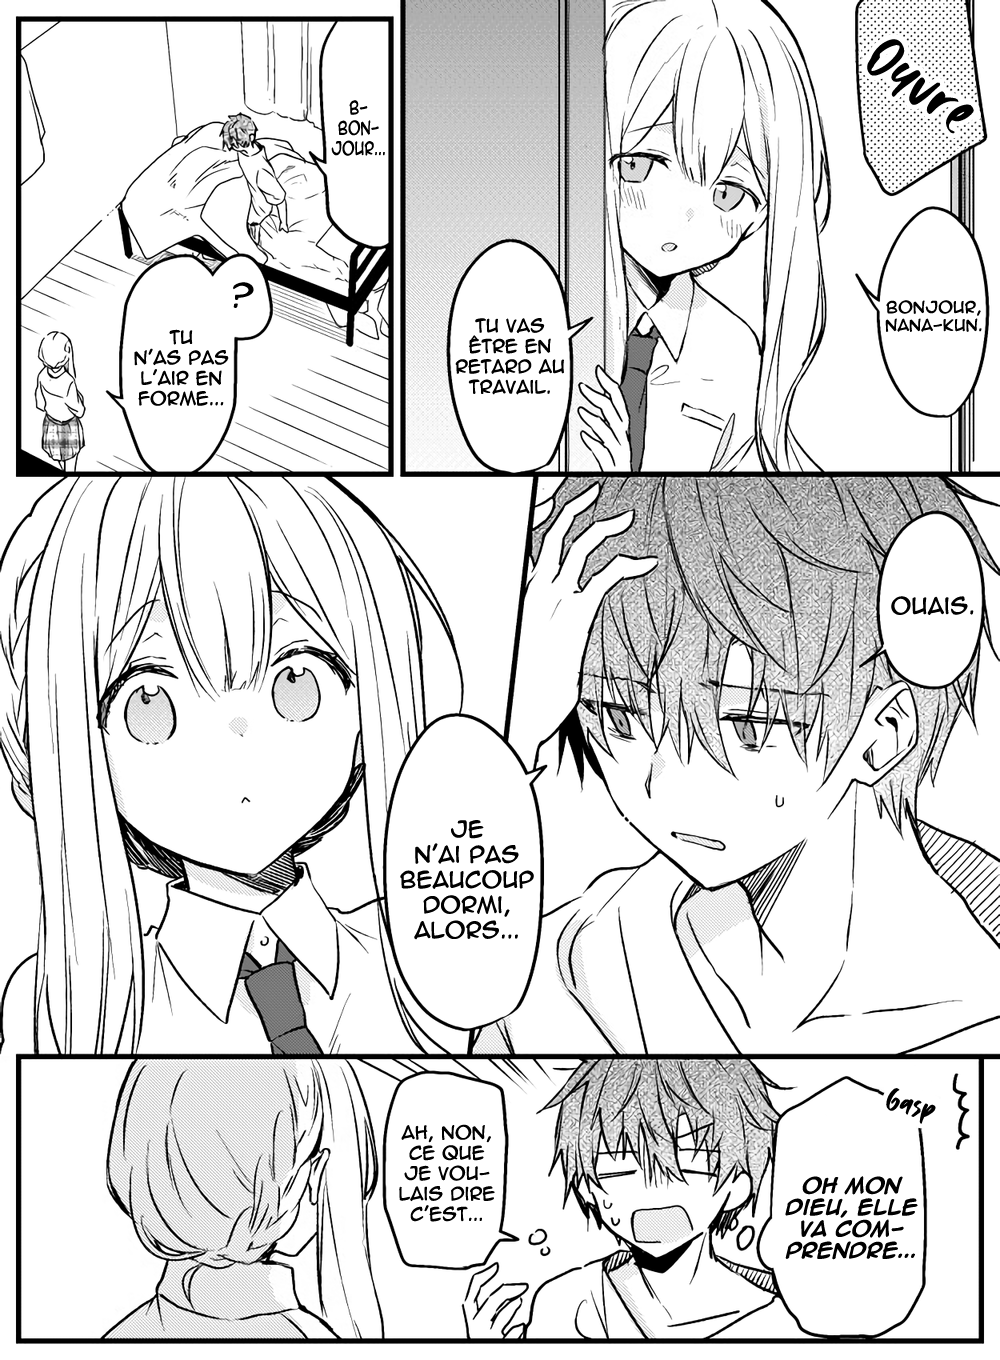 Ouvre
BONJOUR,
NANA-KUN.
TU VAS
ÊTRE EN
RETARD AU
TRAVAIL.
B-
BON-
JOUR...
?
TU
N'AS PAS
L'AIR EN
FORME...
OUAIS.
JE
N'AI PAS
BEAUCOUP
DORMI,
ALORS...
Gasp
OH MON
DIEU, ELLE
VA COM-
PRENDRE...
AH, NON,
CE QUE
JE VOU-
LAIS DIRE
C'EST...